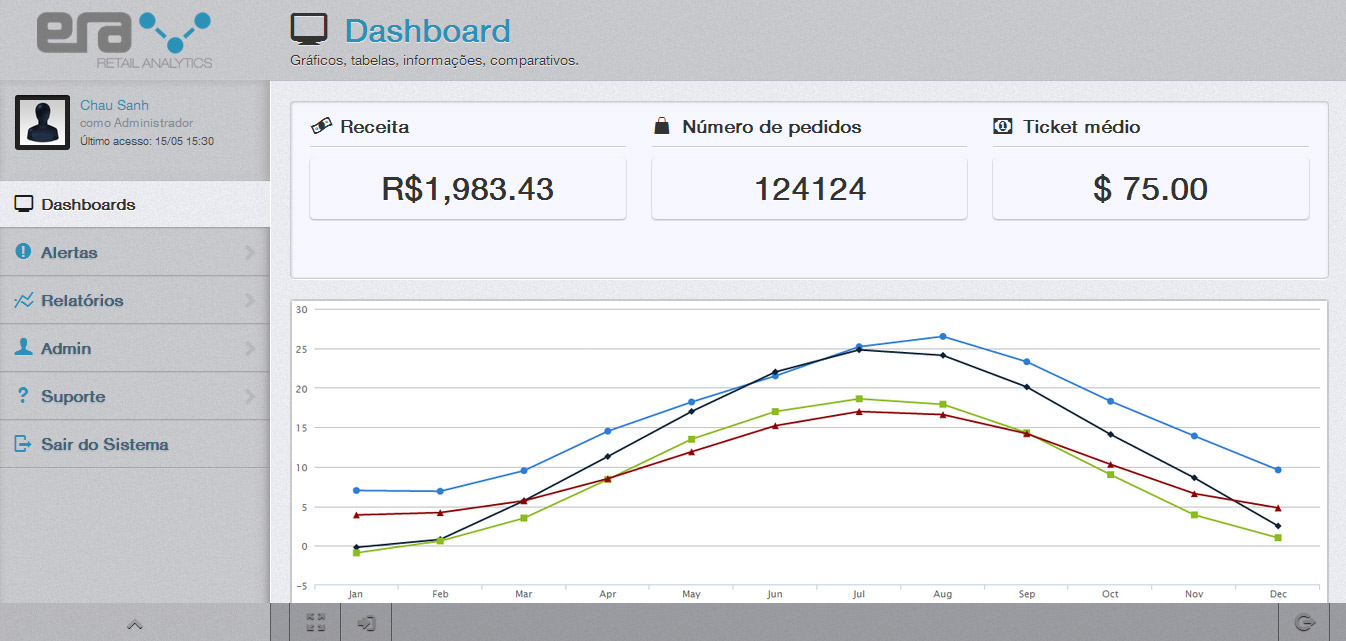 era
RETAIL ANALYTICS
Dashboard
Gráficos, tabelas, informações, comparativos.
Chau Sanh
como Administrador
Último acesso: 15/05 15:30
Dashboards
Alertas
Relatórios
Admin
Suporte
Sair do Sistema
Receita
R$1,983.43
Número de pedidos
124124
Ticket médio
$ 75.00
30
25
20
15
10
5
0
-5
Jan Feb Mar Apr May Jun Jul Aug Sep Oct Nov Dec